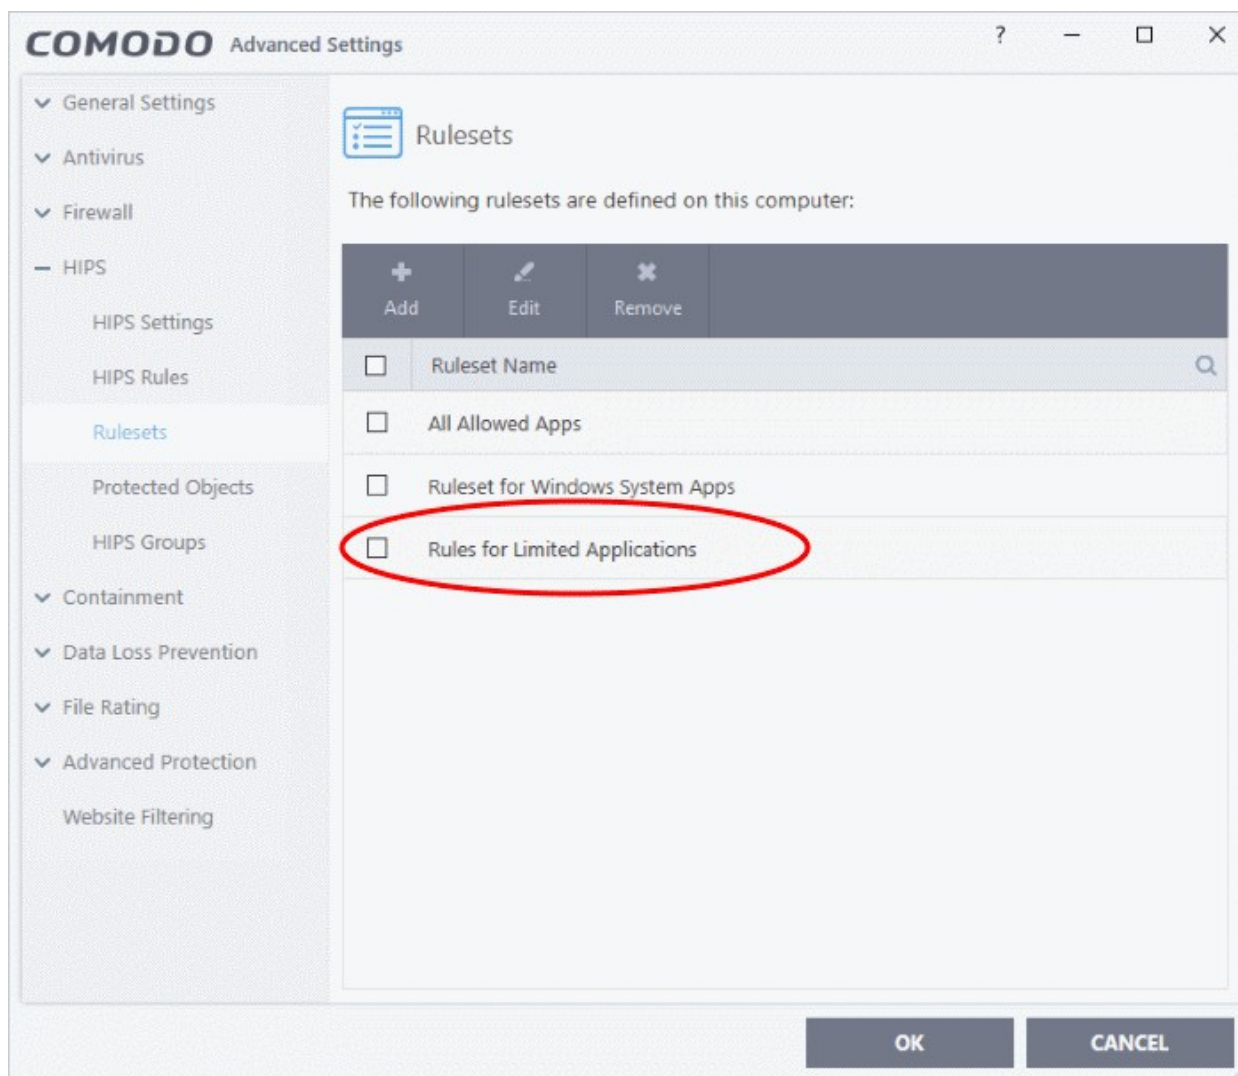 COMODO Advanced Settings ?
General Settings
Antivirus
Firewall
HIPS
HIPS Settings
HIPS Rules
Rulesets
Protected Objects
HIPS Groups
Containment
Data Loss Prevention
File Rating
Advanced Protection
Website Filtering
Rulesets
The following rulesets are defined on this computer:
Add Edit Remove
Ruleset Name
All Allowed Apps
Ruleset for Windows System Apps
Rules for Limited Applications
OK CANCEL